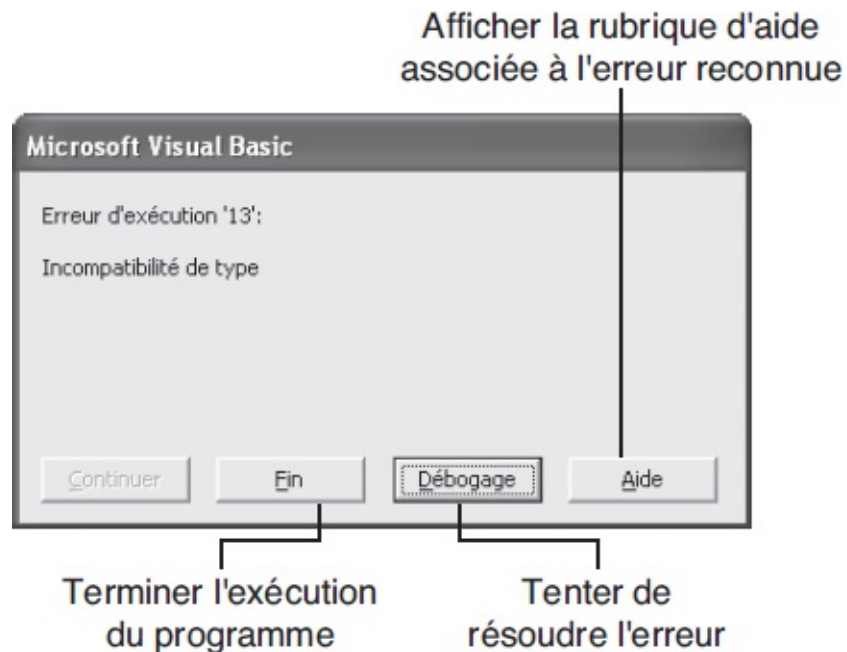 Afficher la rubrique d'aide
associée à l'erreur reconnue
Microsoft Visual Basic
Erreur d'exécution '13':
Incompatibilité de type
Continuer
Fin
Débogage
Aide
Terminer l'exécution
du programme
Tenter de
résoudre l'erreur